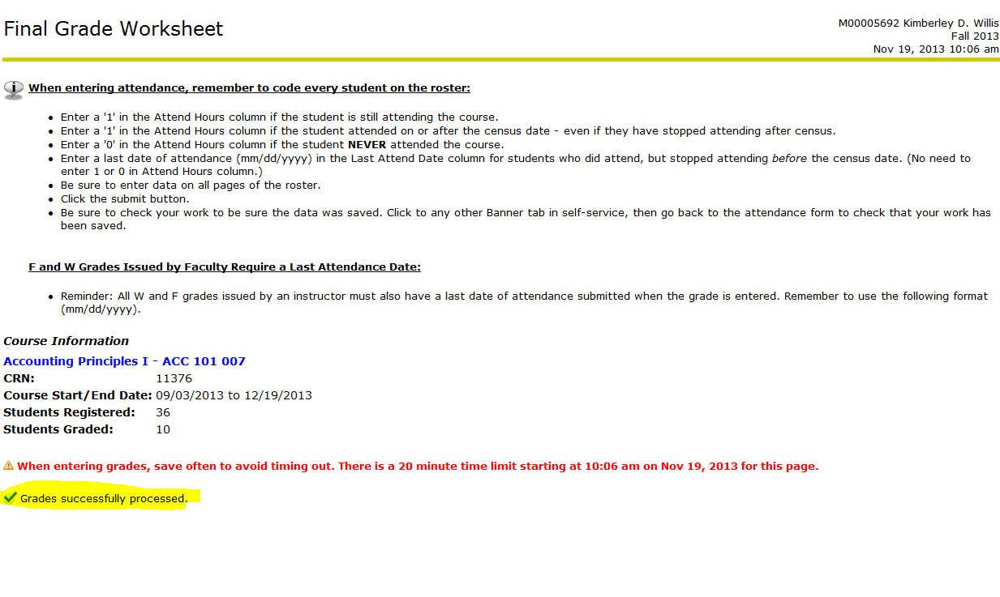 Final Grade Worksheet
M00005692 Kimberley D. Willis
Fall 2013
Nov 19, 2013 10:06 am
When entering attendance, remember to code every student on the roster:
• Enter a '1' in the Attend Hours column if the student is still attending the course.
• Enter a '1' in the Attend Hours column if the student attended on or after the census date - even if they have stopped attending after census.
• Enter a '0' in the Attend Hours column if the student NEVER attended the course.
• Enter a last date of attendance (mm/dd/yyyy) in the Last Attend Date column for students who did attend, but stopped attending before the census date. (No need to
enter 1 or 0 in Attend Hours column.)
• Be sure to enter data on all pages of the roster.
• Click the submit button.
• Be sure to check your work to be sure the data was saved. Click to any other Banner tab in self-service, then go back to the attendance form to check that your work has
been saved.
F and W Grades Issued by Faculty Require a Last Attendance Date:
• Reminder: All W and F grades issued by an instructor must also have a last date of attendance submitted when the grade is entered. Remember to use the following format
(mm/dd/yyyy).
Course Information
Accounting Principles I - ACC 101 007
CRN: 11376
Course Start/End Date: 09/03/2013 to 12/19/2013
Students Registered: 36
Students Graded: 10
When entering grades, save often to avoid timing out. There is a 20 minute time limit starting at 10:06 am on Nov 19, 2013 for this page.
Grades successfully processed.